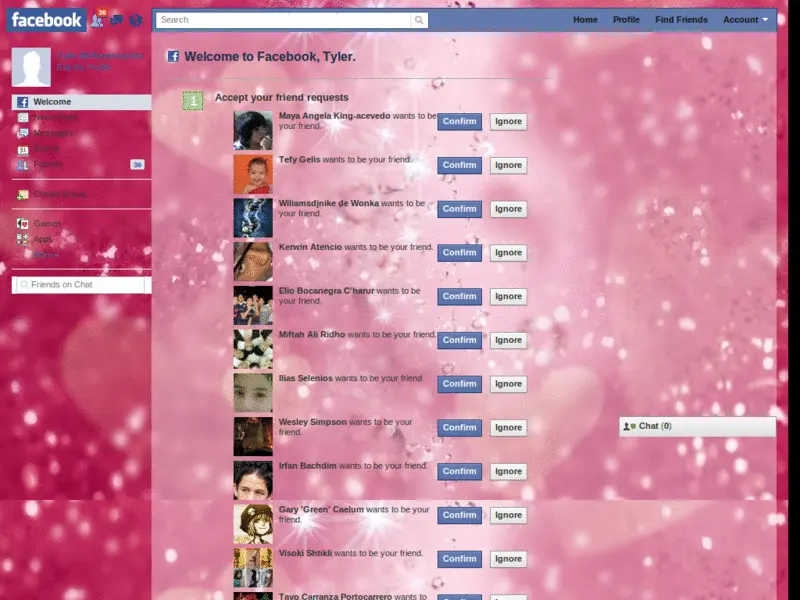 facebook
36
Search
Home Profile Find Friends Account
Welcome to Facebook, Tyler.
Welcome
Messages
Events
Friends 36
Games
Apps
Friends on Chat
1 Accept your friend requests
Maya Angela King-acevedo wants to be
your friend.
Confirm Ignore
Tefy Gelis wants to be your friend.
Confirm Ignore
Wiliamsdjnike de Wonka wants to be
your friend.
Confirm Ignore
Kerwin Atencio wants to be your friend.
Confirm Ignore
Elio Bocanegra C'harur wants to be
your friend.
Confirm Ignore
Miftah Ali Ridho wants to be your friend.
Confirm Ignore
Ilias Selenios wants to be your friend.
Confirm Ignore
Wesley Simpson wants to be your
friend.
Confirm Ignore
Irfan Bachdim wants to be your friend.
Confirm Ignore
Gary 'Green' Caelum wants to be your
friend.
Confirm Ignore
Visoki Shtikli wants to be your friend.
Confirm Ignore
Tavo Carranza Portocarrero wants to
Chat (0)